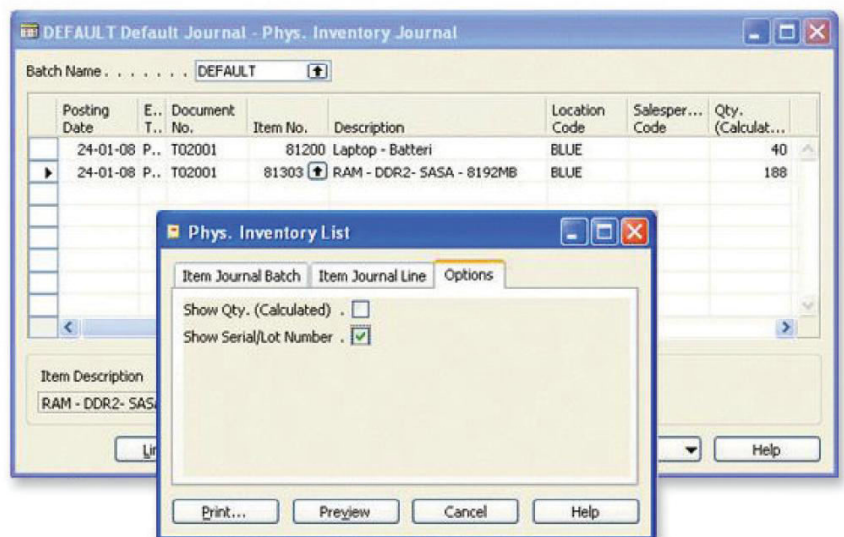 DEFAULT Default Journal - Phys. Inventory Journal
Batch Name . . . . . . . DEFAULT
Posting Date E.. T.. Document No. Item No. Description Location Code Salesper... Code Qty. (Calculat...
24-01-08 P.. T02001 81200 Laptop - Batteri BLUE 40
24-01-08 P.. T02001 81303 RAM - DDR2- SASA - 8192MB BLUE 188
Phys. Inventory List
Item Journal Batch Item Journal Line Options
Show Qty. (Calculated) .
Show Serial/Lot Number .
Item Description
RAM - DDR2- SAS
Help
Print... Preview Cancel Help